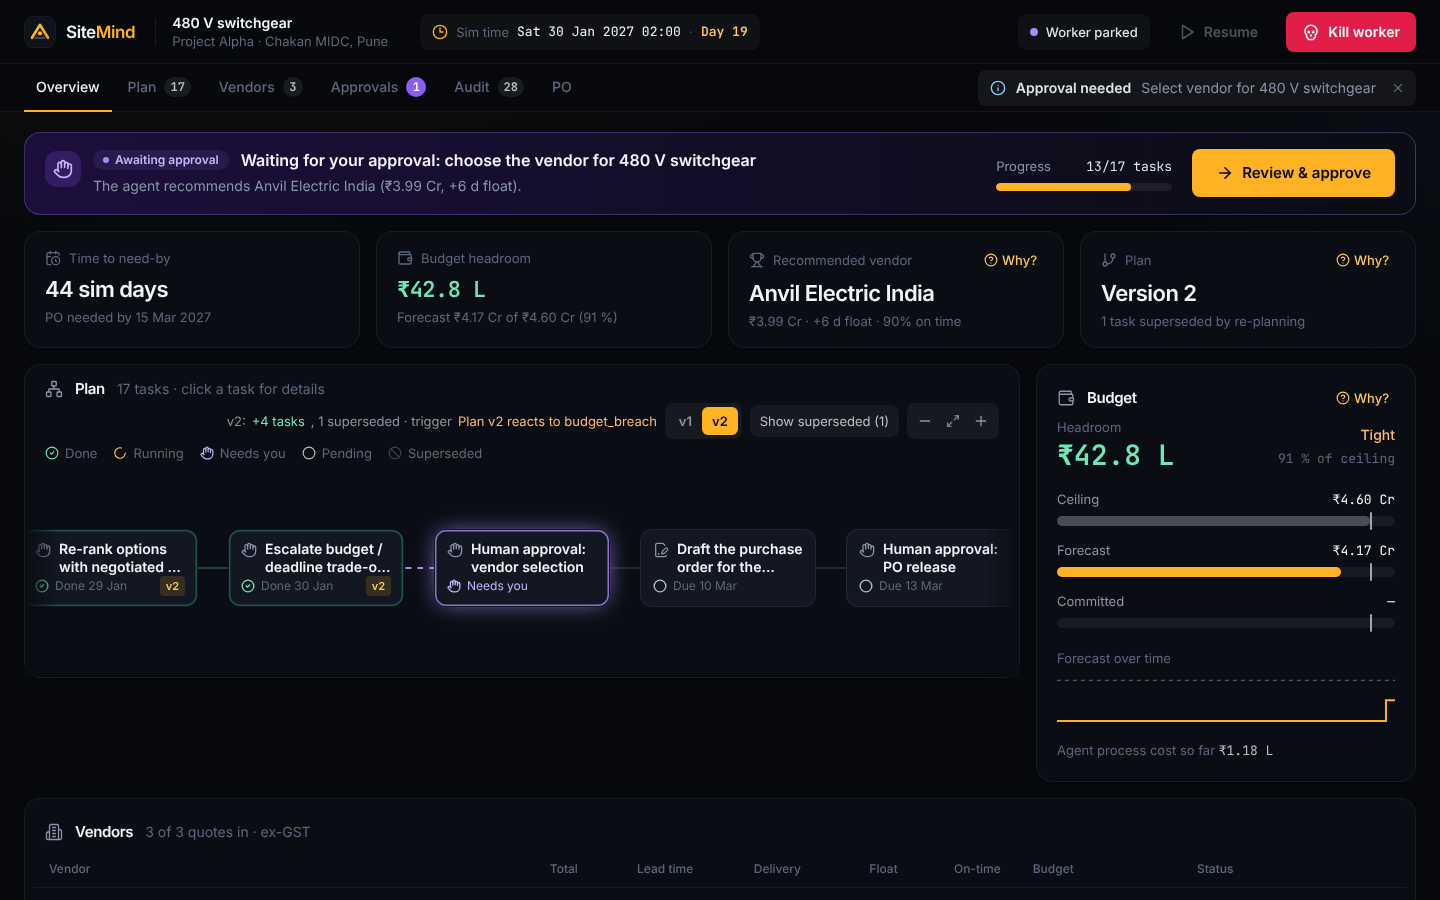 SiteMind
480 V switchgear
Project Alpha · Chakan MIDC, Pune
Sim time Sat 30 Jan 2027 02:00 · Day 19
Worker parked
Resume
Kill worker
Overview
Plan 17
Vendors 3
Approvals 1
Audit 28
PO
Approval needed Select vendor for 480 V switchgear
Awaiting approval Waiting for your approval: choose the vendor for 480 V switchgear
The agent recommends Anvil Electric India (₹3.99 Cr, +6 d float).
Progress 13/17 tasks
Review & approve
Time to need-by
44 sim days
PO needed by 15 Mar 2027
Budget headroom
₹42.8 L
Forecast ₹4.17 Cr of ₹4.60 Cr (91 %)
Recommended vendor Why?
Anvil Electric India
₹3.99 Cr · +6 d float · 90% on time
Plan Why?
Version 2
1 task superseded by re-planning
Plan 17 tasks · click a task for details
v2: +4 tasks , 1 superseded · trigger Plan v2 reacts to budget_breach v1 v2 Show superseded (1)
Done Running Needs you Pending Superseded
Re-rank options
with negotiated ...
Done 29 Jan v2
Escalate budget /
deadline trade-o...
Done 30 Jan v2
Human approval:
vendor selection
Needs you
Draft the purchase
order for the...
Due 10 Mar
Human approval:
PO release
Due 13 Mar
Budget Why?
Headroom
₹42.8 L
Tight
91 % of ceiling
Ceiling ₹4.60 Cr
Forecast ₹4.17 Cr
Committed –
Forecast over time
Agent process cost so far ₹1.18 L
Vendors 3 of 3 quotes in · ex-GST
Vendor Total Lead time Delivery Float On-time Budget Status